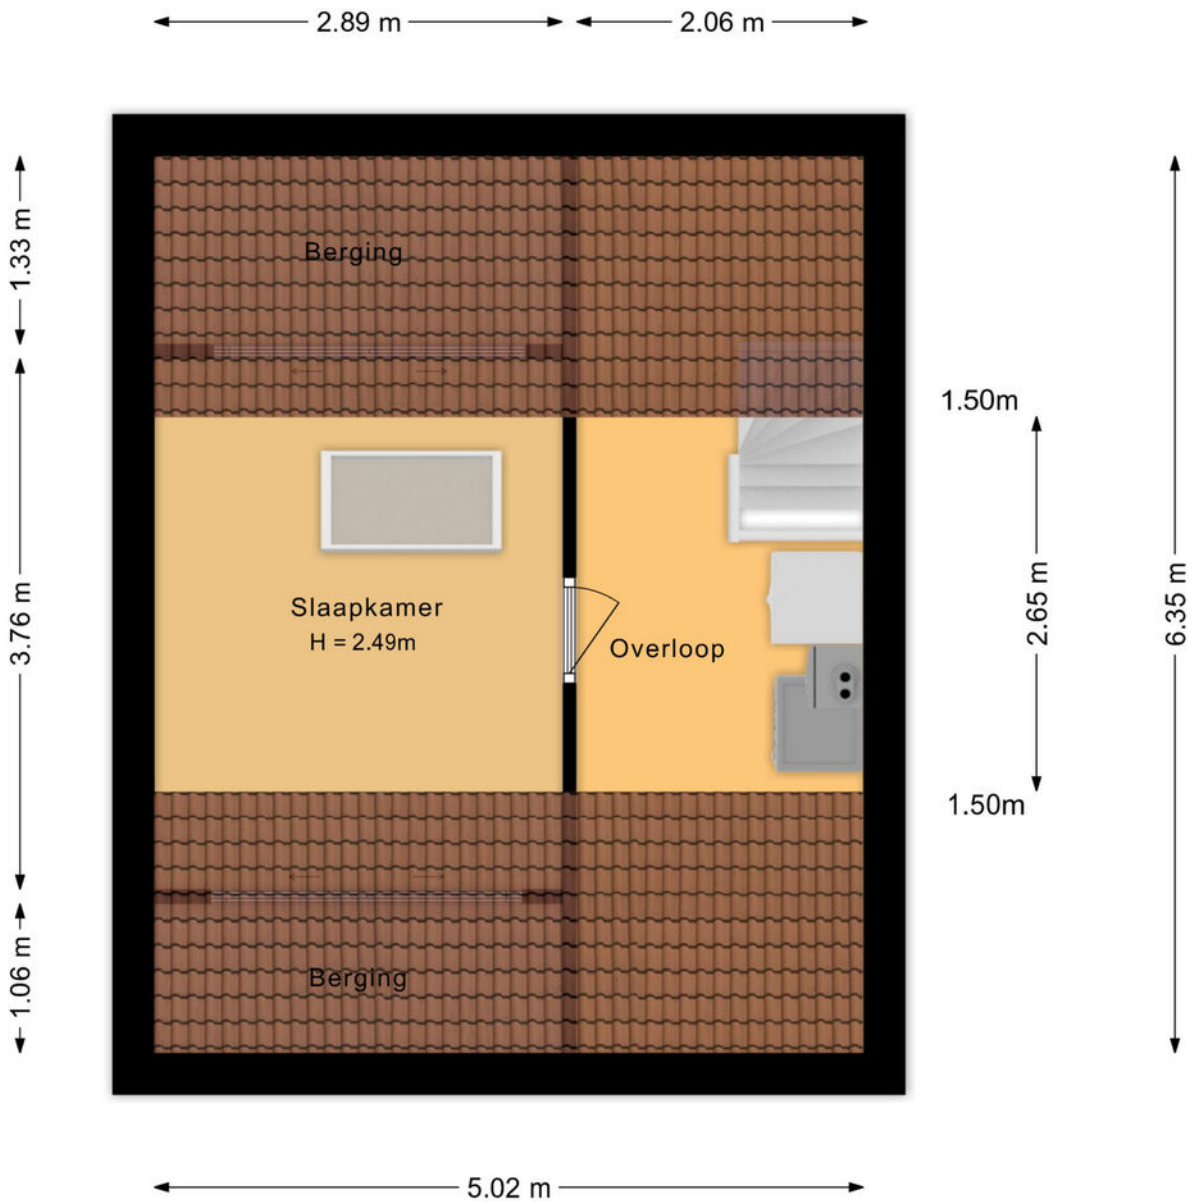 2.89 m
2.06 m
1.33 m
Berging
1.50m
3.76 m
Slaapkamer
H = 2.49m
Overloop
2.65 m
6.35 m
1.50m
1.06 m
Berging
5.02 m